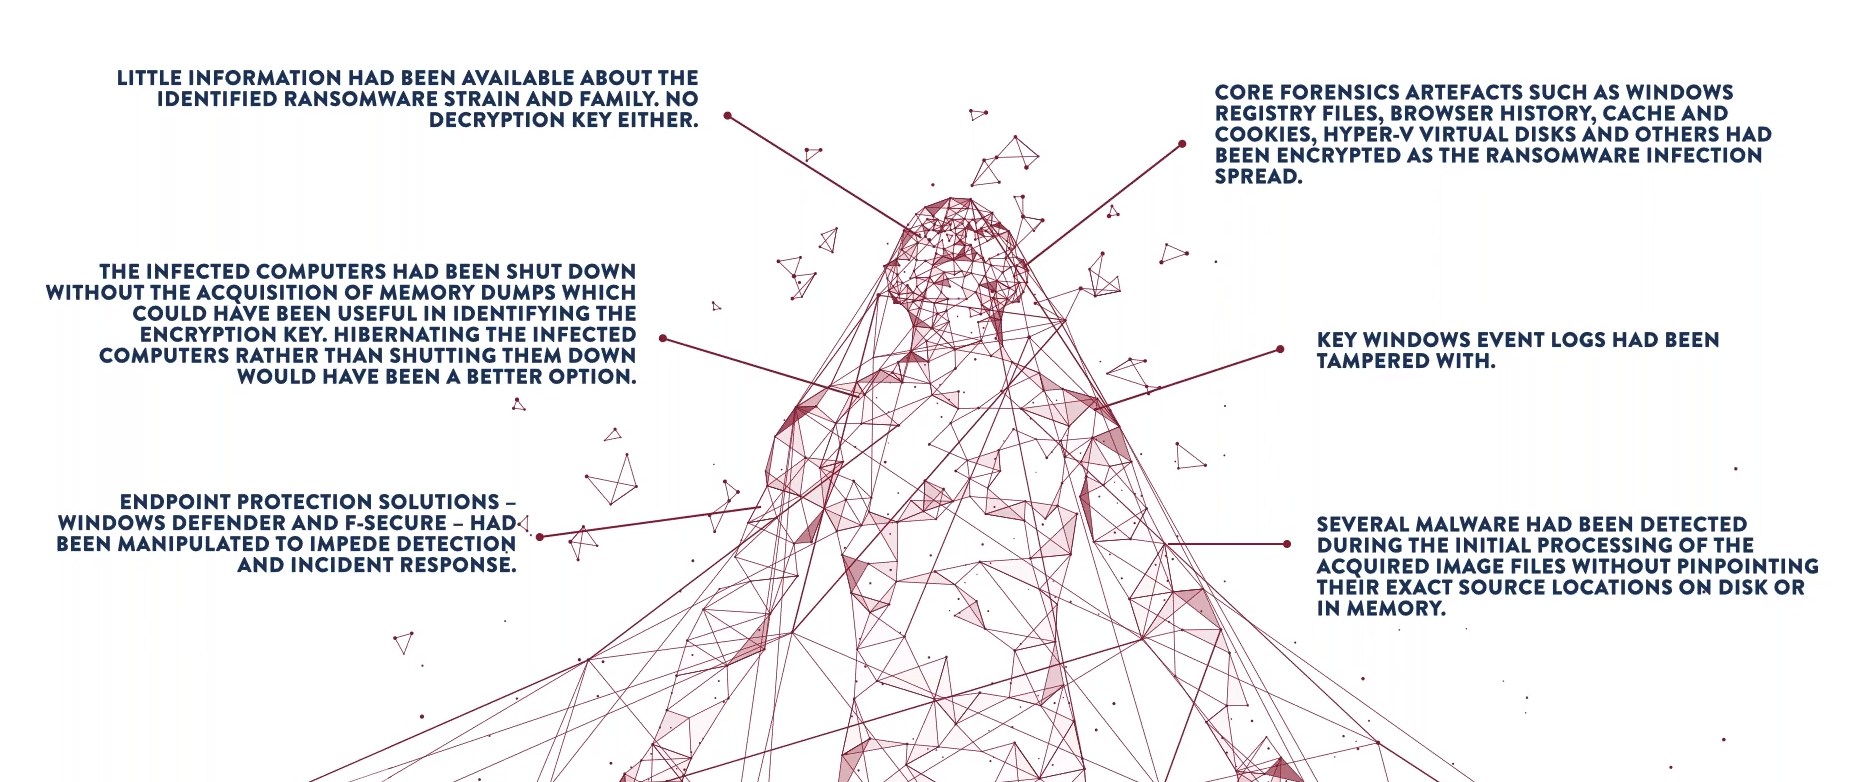 LITTLE INFORMATION HAD BEEN AVAILABLE ABOUT THE
IDENTIFIED RANSOMWARE STRAIN AND FAMILY. NO
DECRYPTION KEY EITHER.
THE INFECTED COMPUTERS HAD BEEN SHUT DOWN
WITHOUT THE ACQUISITION OF MEMORY DUMPS WHICH
COULD HAVE BEEN USEFUL IN IDENTIFYING THE
ENCRYPTION KEY. HIBERNATING THE INFECTED
COMPUTERS RATHER THAN SHUTTING THEM DOWN
WOULD HAVE BEEN A BETTER OPTION.
ENDPOINT PROTECTION SOLUTIONS –
WINDOWS DEFENDER AND F-SECURE – HAD
BEEN MANIPULATED TO IMPEDE DETECTION
AND INCIDENT RESPONSE.
CORE FORENSICS ARTEFACTS SUCH AS WINDOWS
REGISTRY FILES, BROWSER HISTORY, CACHE AND
COOKIES, HYPER-V VIRTUAL DISKS AND OTHERS HAD
BEEN ENCRYPTED AS THE RANSOMWARE INFECTION
SPREAD.
KEY WINDOWS EVENT LOGS HAD BEEN
TAMPERED WITH.
SEVERAL MALWARE HAD BEEN DETECTED
DURING THE INITIAL PROCESSING OF THE
ACQUIRED IMAGE FILES WITHOUT PINPOINTING
THEIR EXACT SOURCE LOCATIONS ON DISK OR
IN MEMORY.